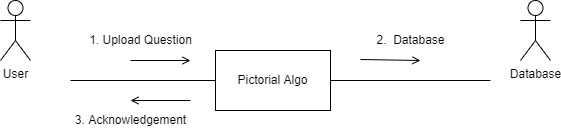 1. Upload Question
2. Database
User
Pictorial Algo
Database
3. Acknowledgement